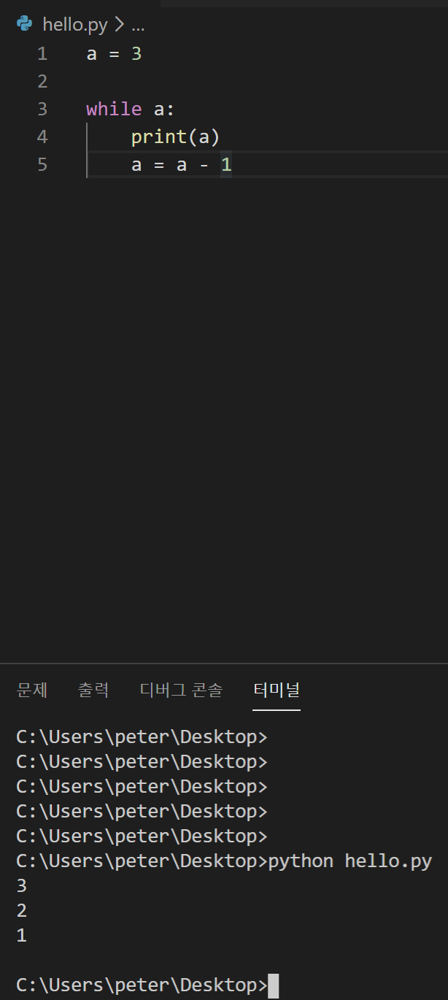 hello.py > ...
1 a = 3
2
3 while a:
4     print(a)
5     a = a - 1
문제 출력 디버그 콘솔 터미널
C:\Users\peter\Desktop>
C:\Users\peter\Desktop>
C:\Users\peter\Desktop>
C:\Users\peter\Desktop>
C:\Users\peter\Desktop>
C:\Users\peter\Desktop>python hello.py
3
2
1
C:\Users\peter\Desktop>